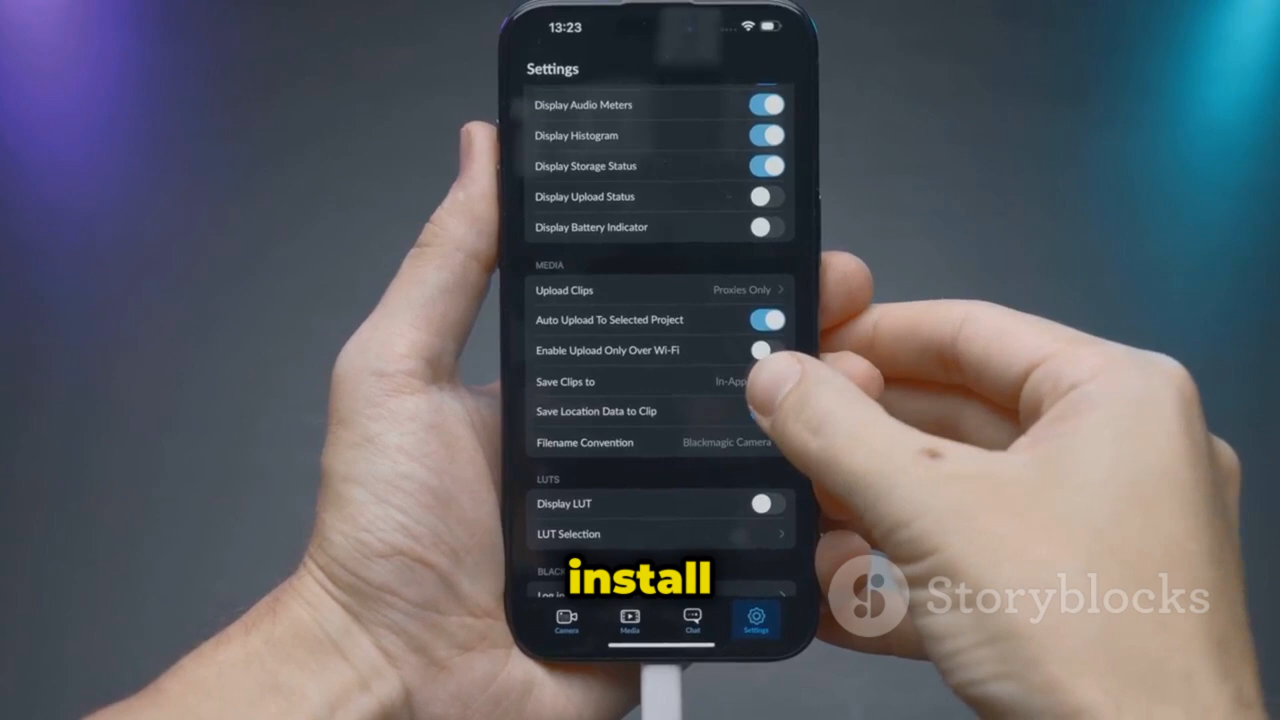 13:23
Settings
Display Audio Meters
Display Histogram
Display Storage Status
Display Upload Status
Display Battery Indicator
MEDIA
Upload Clips Proxies Only
Auto Upload To Selected Project
Enable Upload Only Over Wi-Fi
Save Clips to In-App
Save Location Data to Clip
Filename Convention Blackmagic Camera
LUTS
Display LUT
LUT Selection
install
Storyblocks
Camera Media Chat Settings